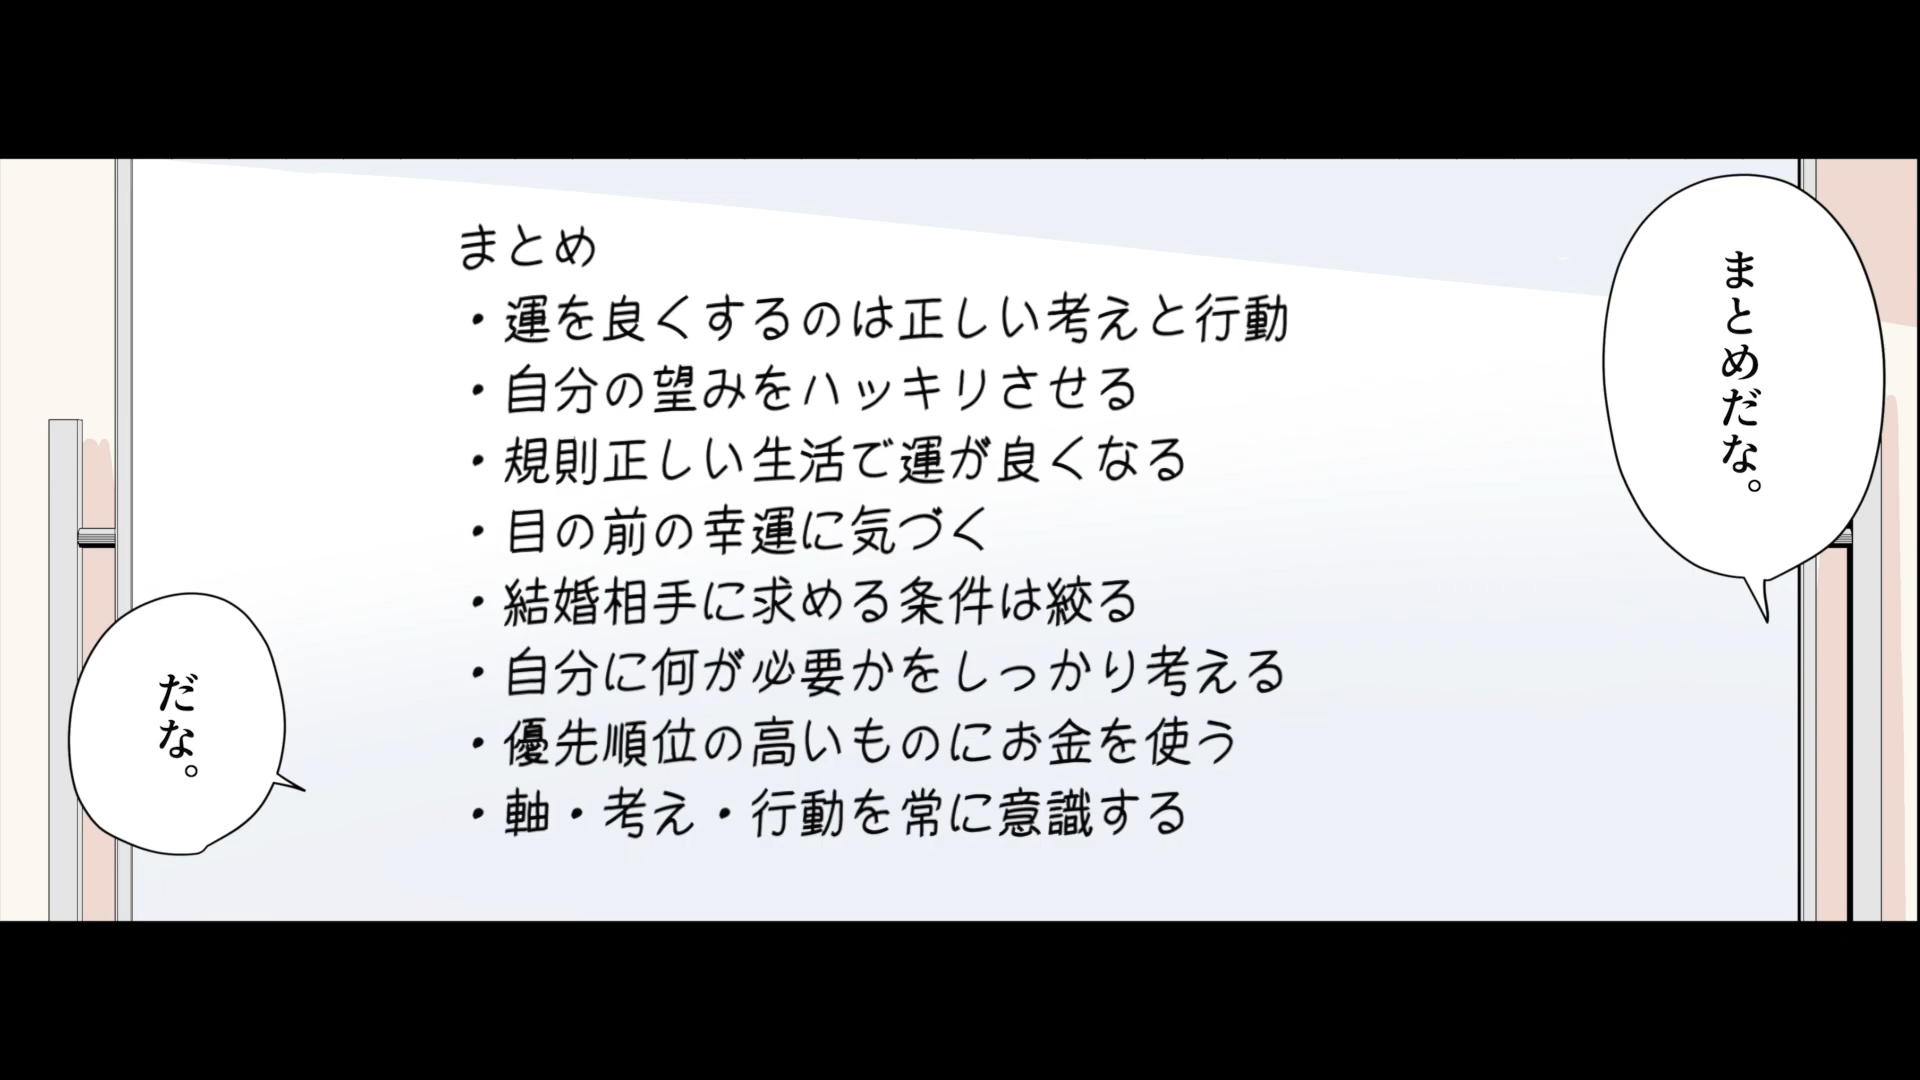 まとめだな。
まとめ
・運を良くするのは正しい考えと行動
・自分の望みをハッキリさせる
・規則正しい生活で運が良くなる
・目の前の幸運に気づく
・結婚相手に求める条件は絞る
・自分に何が必要かをしっかり考える
・優先順位の高いものにお金を使う
・軸・考え・行動を常に意識する
だな。